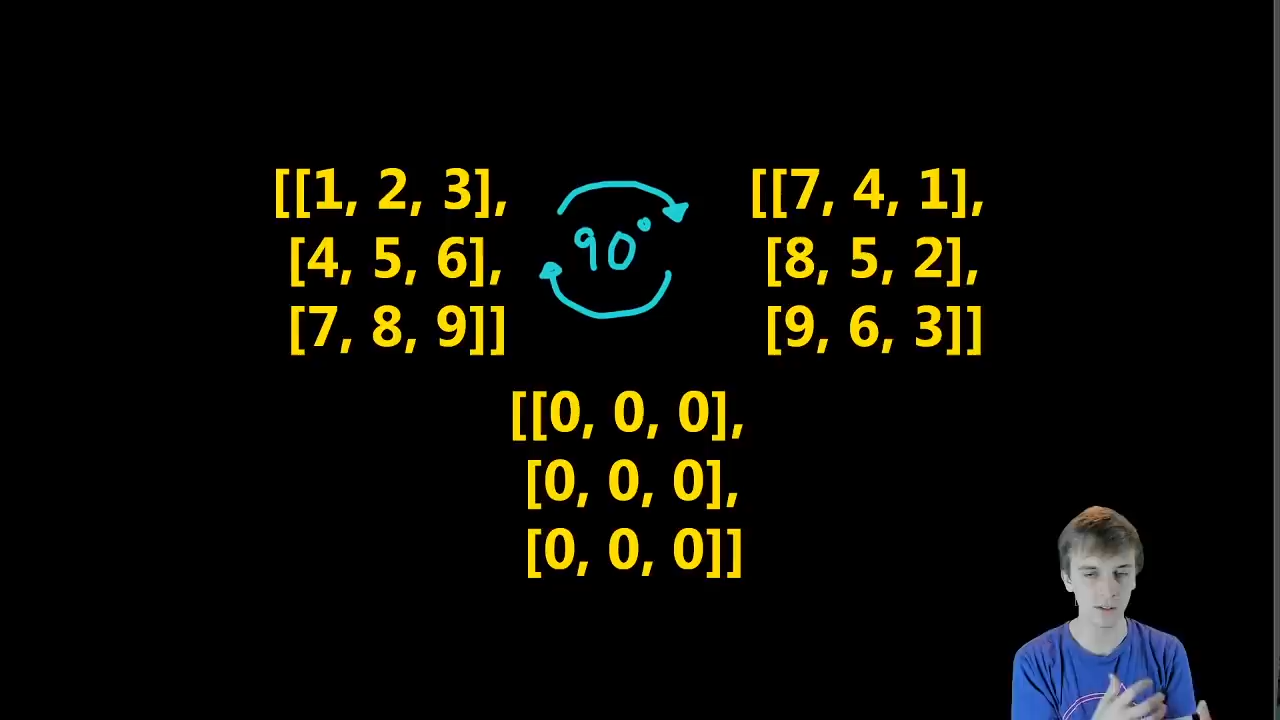 [[1, 2, 3],
[4, 5, 6],
[7, 8, 9]]
90°
[[7, 4, 1],
[8, 5, 2],
[9, 6, 3]]
[[0, 0, 0],
[0, 0, 0],
[0, 0, 0]]